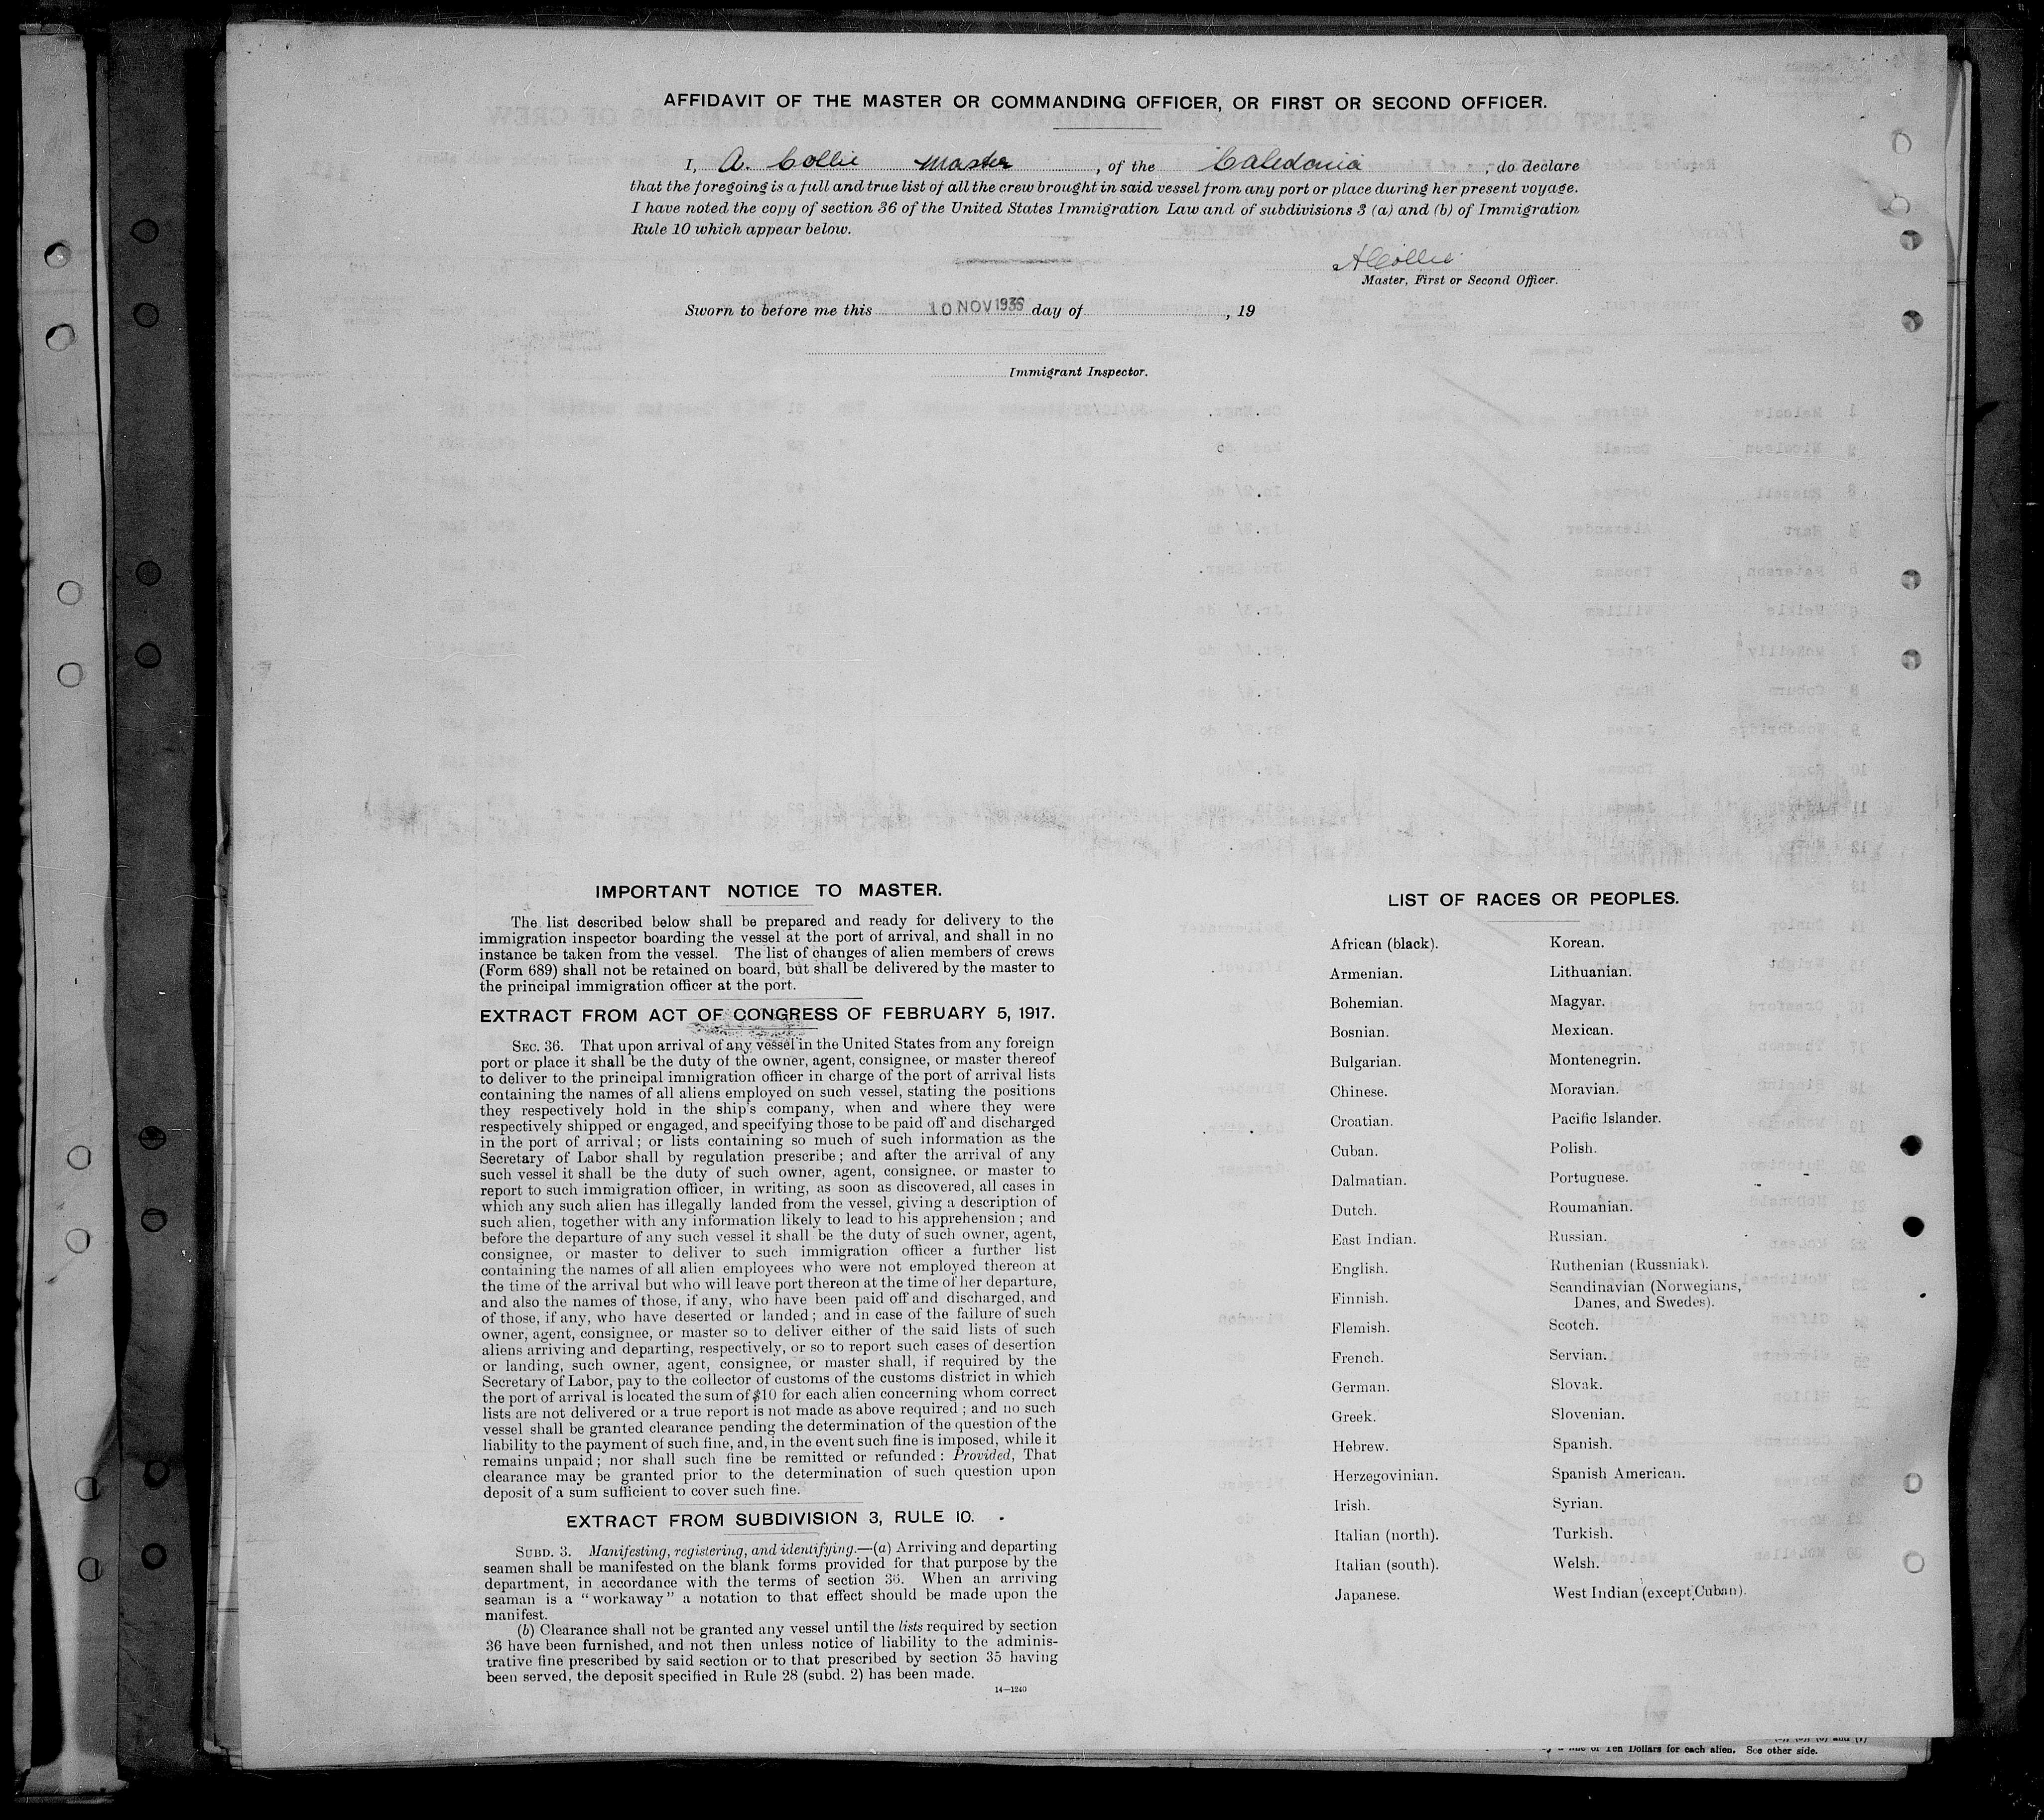 AFFIDAVIT OF THE MASTER OR COMMANDING OFFICER, OR FIRST OR SECOND OFFICER.
I, A. Collie Master, of the Caledonia, do declare
that the foregoing is a full and true list of all the crew brought in said vessel from any port or place during her present voyage.
I have noted the copy of section 36 of the United States Immigration Law and of subdivisions 3 (a) and (b) of Immigration
Rule 10 which appear below.
A Collie
Master, First or Second Officer.
Sworn to before me this 10 NOV 1935 day of , 19
Immigrant Inspector.
IMPORTANT NOTICE TO MASTER.
The list described below shall be prepared and ready for delivery to the
immigration inspector boarding the vessel at the port of arrival, and shall in no
instance be taken from the vessel. The list of changes of alien members of crews
(Form 689) shall not be retained on board, but shall be delivered by the master to
the principal immigration officer at the port.
EXTRACT FROM ACT OF CONGRESS OF FEBRUARY 5, 1917.
SEC. 36. That upon arrival of any vessel in the United States from any foreign
port or place it shall be the duty of the owner, agent, consignee, or master thereof
to deliver to the principal immigration officer in charge of the port of arrival lists
containing the names of all aliens employed on such vessel, stating the positions
they respectively hold in the ship's company, when and where they were
respectively shipped or engaged, and specifying those to be paid off and discharged
in the port of arrival; or lists containing so much of such information as the
Secretary of Labor shall by regulation prescribe; and after the arrival of any
such vessel it shall be the duty of such owner, agent, consignee, or master to
report to such immigration officer, in writing, as soon as discovered, all cases in
which any such alien has illegally landed from the vessel, giving a description of
such alien, together with any information likely to lead to his apprehension; and
before the departure of any such vessel it shall be the duty of such owner, agent,
consignee, or master to deliver to such immigration officer a further list
containing the names of all alien employees who were not employed thereon at
the time of the arrival but who will leave port thereon at the time of her departure,
and also the names of those, if any, who have been paid off and discharged, and
of those, if any, who have deserted or landed; and in case of the failure of such
owner, agent, consignee, or master so to deliver either of the said lists of such
aliens arriving and departing, respectively, or so to report such cases of desertion
or landing, such owner, agent, consignee, or master shall, if required by the
Secretary of Labor, pay to the collector of customs of the customs district in which
the port of arrival is located the sum of $10 for each alien concerning whom correct
lists are not delivered or a true report is not made as above required; and no such
vessel shall be granted clearance pending the determination of the question of the
liability to the payment of such fine, and, in the event such fine is imposed, while it
remains unpaid; nor shall such fine be remitted or refunded: Provided, That
clearance may be granted prior to the determination of such question upon
deposit of a sum sufficient to cover such fine.
EXTRACT FROM SUBDIVISION 3, RULE 10.
SUBD. 3. Manifesting, registering, and identifying.—(a) Arriving and departing
seamen shall be manifested on the blank forms provided for that purpose by the
department, in accordance with the terms of section 36. When an arriving
seaman is a "workaway" a notation to that effect should be made upon the
manifest.
(b) Clearance shall not be granted any vessel until the lists required by section
36 have been furnished, and not then unless notice of liability to the adminis-
trative fine prescribed by said section or to that prescribed by section 35 having
been served, the deposit specified in Rule 28 (subd. 2) has been made.
14—1240
LIST OF RACES OR PEOPLES.
African (black).
Armenian.
Bohemian.
Bosnian.
Bulgarian.
Chinese.
Croatian.
Cuban.
Dalmatian.
Dutch.
East Indian.
English.
Finnish.
Flemish.
French.
German.
Greek.
Hebrew.
Herzegovinian.
Irish.
Italian (north).
Italian (south).
Japanese.
Korean.
Lithuanian.
Magyar.
Mexican.
Montenegrin.
Moravian.
Pacific Islander.
Polish.
Portuguese.
Roumanian.
Russian.
Ruthenian (Russniak).
Scandinavian (Norwegians,
Danes, and Swedes).
Scotch.
Servian.
Slovak.
Slovenian.
Spanish.
Spanish American.
Syrian.
Turkish.
Welsh.
West Indian (except Cuban).
of Ten Dollars for each alien. See other side.